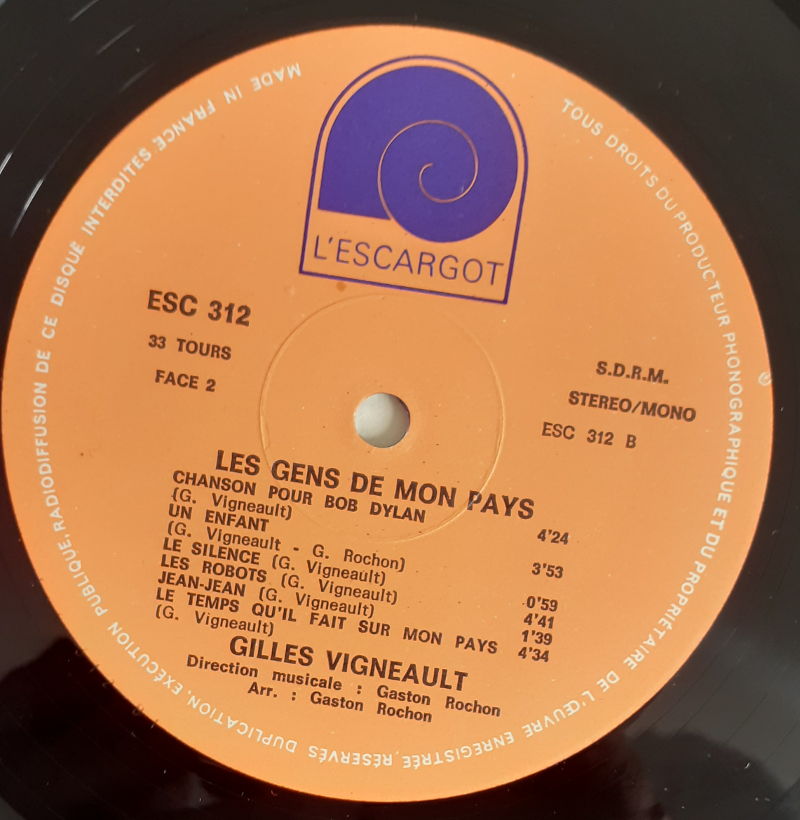 L'ESCARGOT
ESC 312
33 TOURS
FACE 2
S.D.R.M.
STEREO/MONO
ESC 312 B
LES GENS DE MON PAYS
CHANSON POUR BOB DYLAN
(G. Vigneault) 4'24
UN ENFANT
(G. Vigneault - G. Rochon) 3'53
LE SILENCE (G. Vigneault) 0'59
LES ROBOTS (G. Vigneault) 4'41
JEAN-JEAN (G. Vigneault) 1'39
LE TEMPS QU'IL FAIT SUR MON PAYS 4'34
(G. Vigneault)
GILLES VIGNEAULT
Direction musicale : Gaston Rochon
Arr. : Gaston Rochon
TOUS DROITS DU PRODUCTEUR PHONOGRAPHIQUE ET DU PROPRIÉTAIRE DE L'ŒUVRE ENREGISTRÉE RÉSERVÉS DUPLICATION, EXÉCUTION PUBLIQUE, RADIODIFFUSION DE CE DISQUE INTERDITES. MADE IN FRANCE